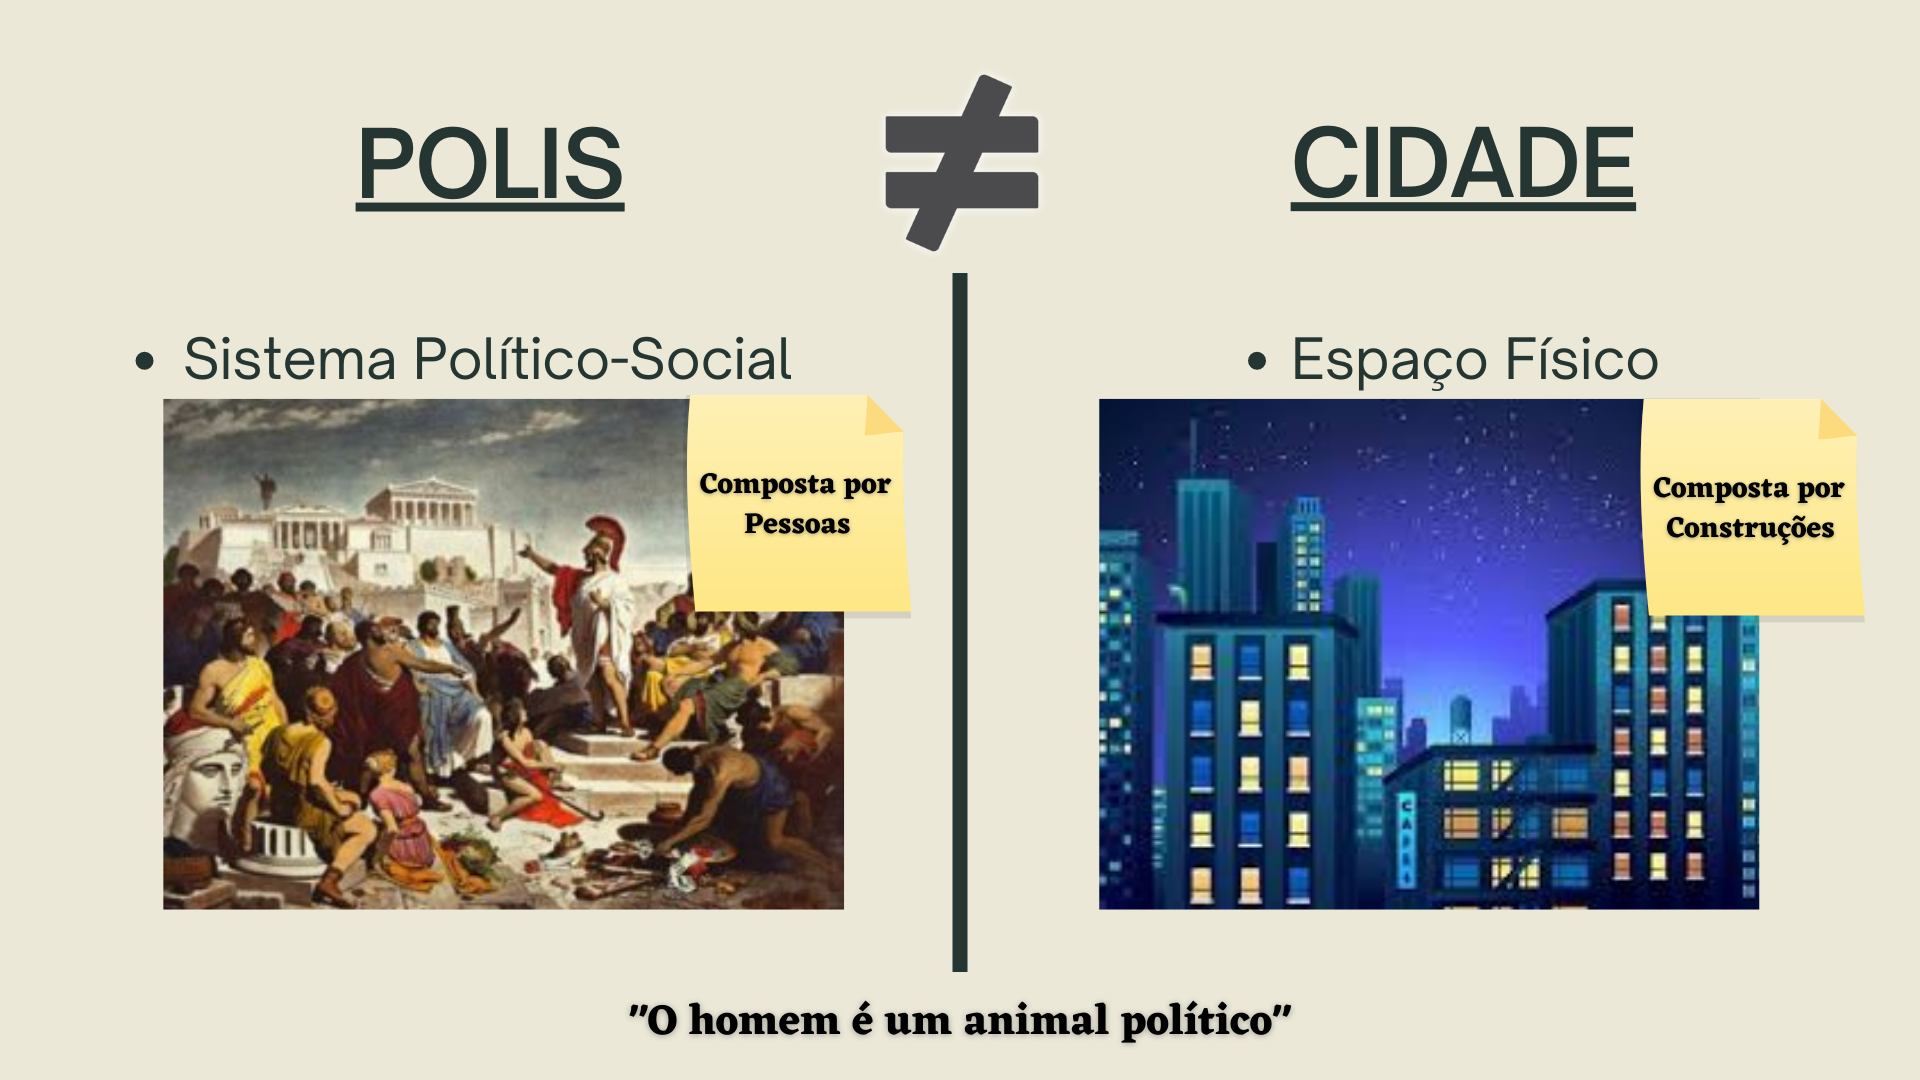 POLIS
≠
CIDADE
• Sistema Político-Social
• Espaço Físico
Composta por
Pessoas
Composta por
Construções
"O homem é um animal político"